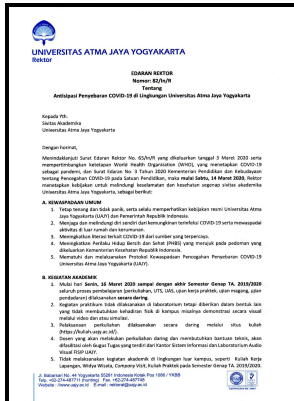 UNIVERSITAS ATMA JAYA YOGYAKARTA
Rektor
EDARAN REKTOR
Nomor: 82/In/R
Tentang
Antisipasi Penyebaran COVID-19 di Lingkungan Universitas Atma Jaya Yogyakarta
Kepada Yth.
Sivitas Akademika
Universitas Atma Jaya Yogyakarta
Dengan hormat,
Menindaklanjuti Surat Edaran Rektor No. 65/In/R yang dikeluarkan tanggal 3 Maret 2020 serta
mempertimbangkan ketetapan World Health Organisation (WHO), yang menetapkan COVID-19
sebagai pandemi, dan Surat Edaran No. 3 Tahun 2020 Kementerian Pendidikan dan Kebudayaan
tentang Pencegahan COVID-19 pada Satuan Pendidikan, maka mulai Sabtu, 14 Maret 2020, Rektor
menetapkan kebijakan untuk melindungi keselamatan dan kesehatan segenap sivitas akademika
Universitas Atma Jaya Yogyakarta, sebagai berikut:
A. KEWASPADAAN UMUM
1. Tetap tenang dan tidak panik, serta selalu memperhatikan kebijakan resmi Universitas Atma
Jaya Yogyakarta (UAJY) dan Pemerintah Republik Indonesia.
2. Menjaga dan melindungi diri sendiri dari kemungkinan terinfeksi COVID-19 serta mewaspadai
aktivitas di luar rumah dan kerumunan.
3. Meningkatkan literasi terkait COVID-19 dari sumber yang terpercaya.
4. Meningkatkan Perilaku Hidup Bersih dan Sehat (PHBS) yang merujuk pada pedoman yang
dikeluarkan Kementerian Kesehatan Republik Indonesia.
5. Mematuhi dan melaksanakan Protokol Kewaspadaan Pencegahan Penyebaran COVID-19
Universitas Atma Jaya Yogyakarta (UAJY).
B. KEGIATAN AKADEMIK
1. Mulai hari Senin, 16 Maret 2020 sampai dengan akhir Semester Genap TA. 2019/2020
seluruh proses pembelajaran (perkuliahan, UTS, UAS, ujian kerja praktek, ujian magang, ujian
pendadaran) dilaksanakan secara daring.
2. Kegiatan praktikum tidak dilaksanakan di laboratorium tetapi diberikan dalam bentuk lain
yang tidak membutuhkan kehadiran fisik di kampus misalnya demonstrasi secara visual
melalui video dan atau simulasi.
3. Pelaksanaan perkuliahan dilaksanakan secara daring melalui situs kuliah
(https://kuliah.uajy.ac.id/).
4. Dosen yang akan melakukan perkuliahan daring dan membutuhkan bantuan teknis, akan
difasilitasi oleh Gugus Tugas yang terdiri dari Kantor Sistem Informasi dan Laboratorium Audio
Visual FISIP UAJY.
5. Tidak melaksanakan kegiatan akademik di lingkungan luar kampus, seperti Kuliah Kerja
Lapangan, Widya Wisata, Company Visit, Kuliah Praktek pada Semester Genap TA. 2019/2020.
Jl. Babarsari No. 44 Yogyakarta 55281 Indonesia Kotak Pos 1086 / YKBB
Telp. +62-274-487711 (hunting) Fax. +62-274-487748
Website : www.uajy.ac.id E-mail : rektorat@uajy.ac.id